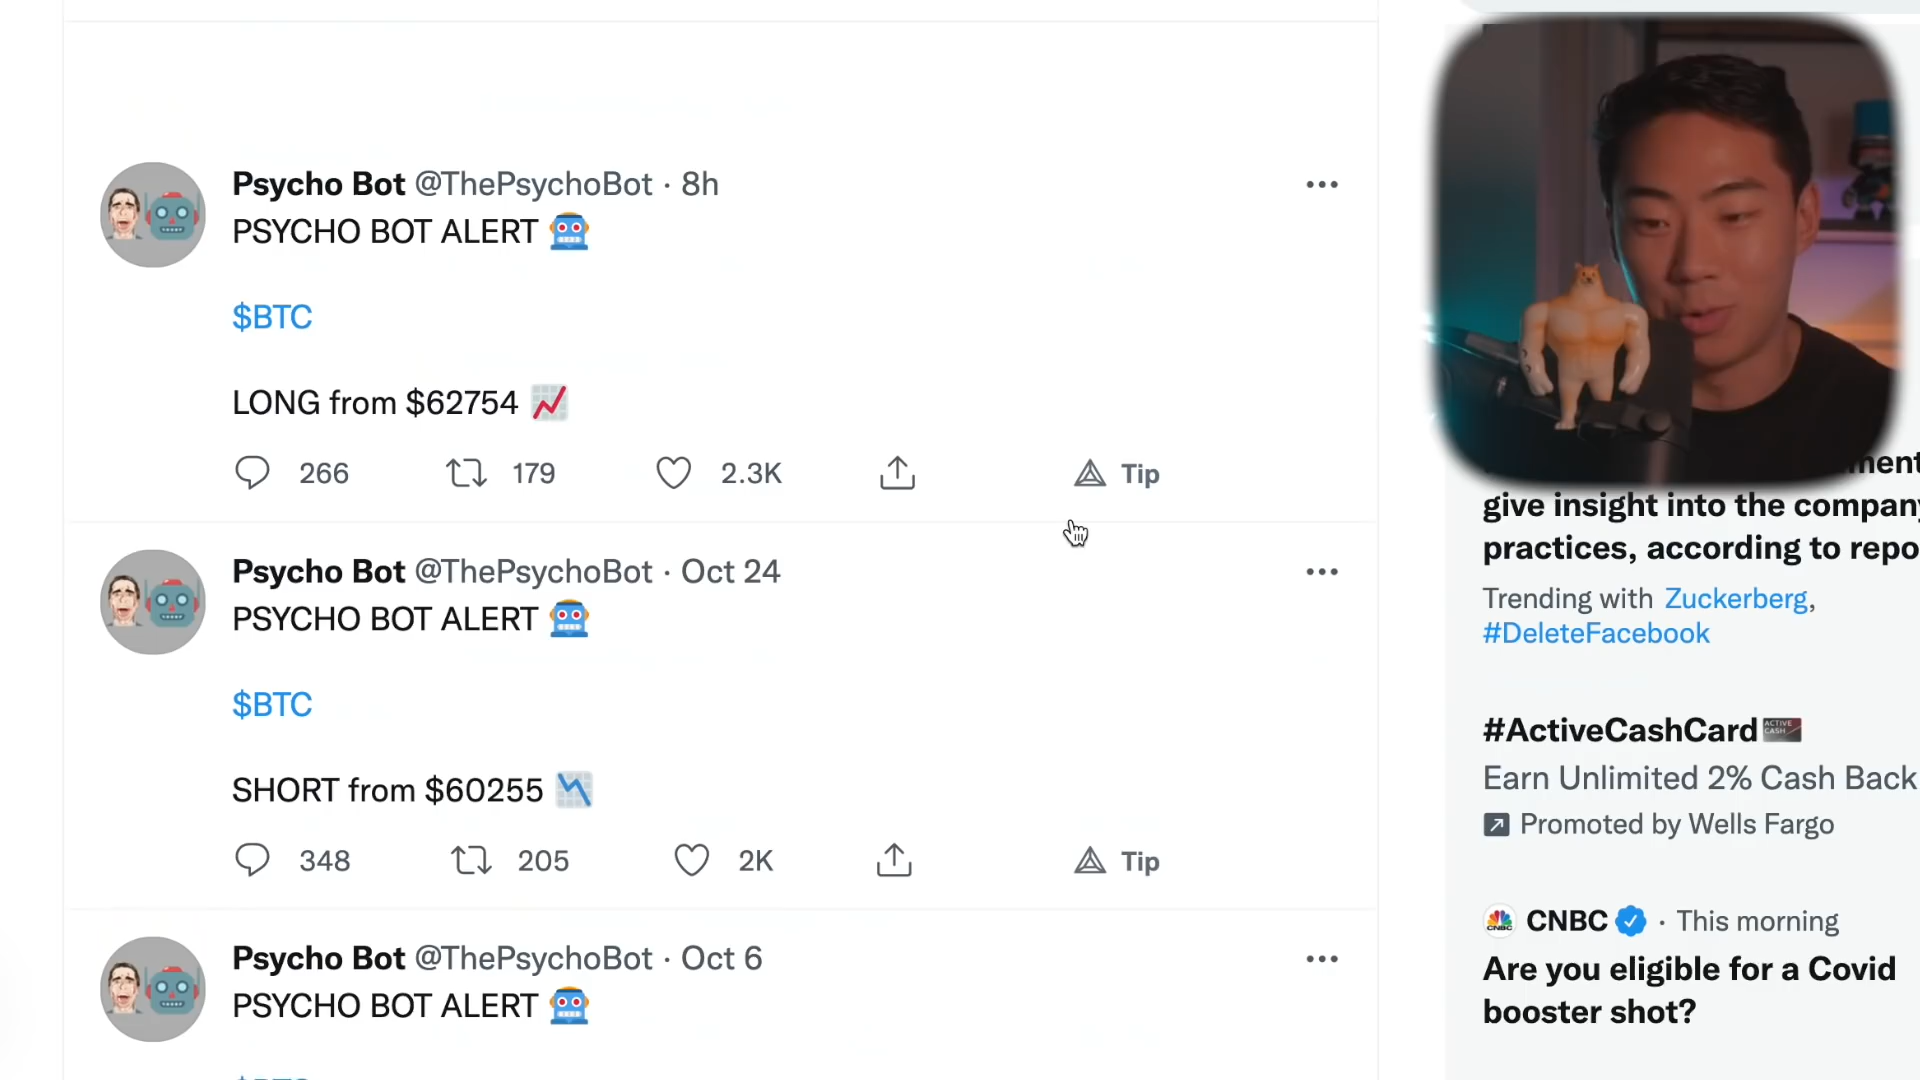 Psycho Bot @ThePsychoBot · 8h
PSYCHO BOT ALERT
$BTC
LONG from $62754
266 179 2.3K Tip
Psycho Bot @ThePsychoBot · Oct 24
PSYCHO BOT ALERT
$BTC
SHORT from $60255
348 205 2K Tip
Psycho Bot @ThePsychoBot · Oct 6
PSYCHO BOT ALERT
give insight into the company
practices, according to repo
Trending with Zuckerberg,
#DeleteFacebook
#ActiveCashCard
ACTIVE CASH
Earn Unlimited 2% Cash Back
Promoted by Wells Fargo
CNBC · This morning
Are you eligible for a Covid
booster shot?